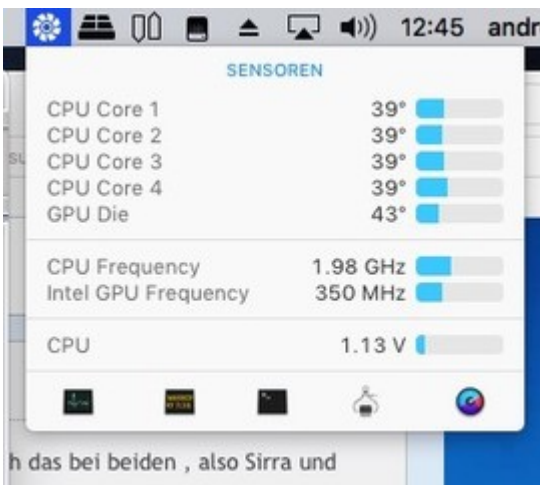 12:45 andr
SENSOREN
CPU Core 1 39°
CPU Core 2 39°
CPU Core 3 39°
CPU Core 4 39°
GPU Die 43°
CPU Frequency 1.98 GHz
Intel GPU Frequency 350 MHz
CPU 1.13 V
h das bei beiden , also Sirra und